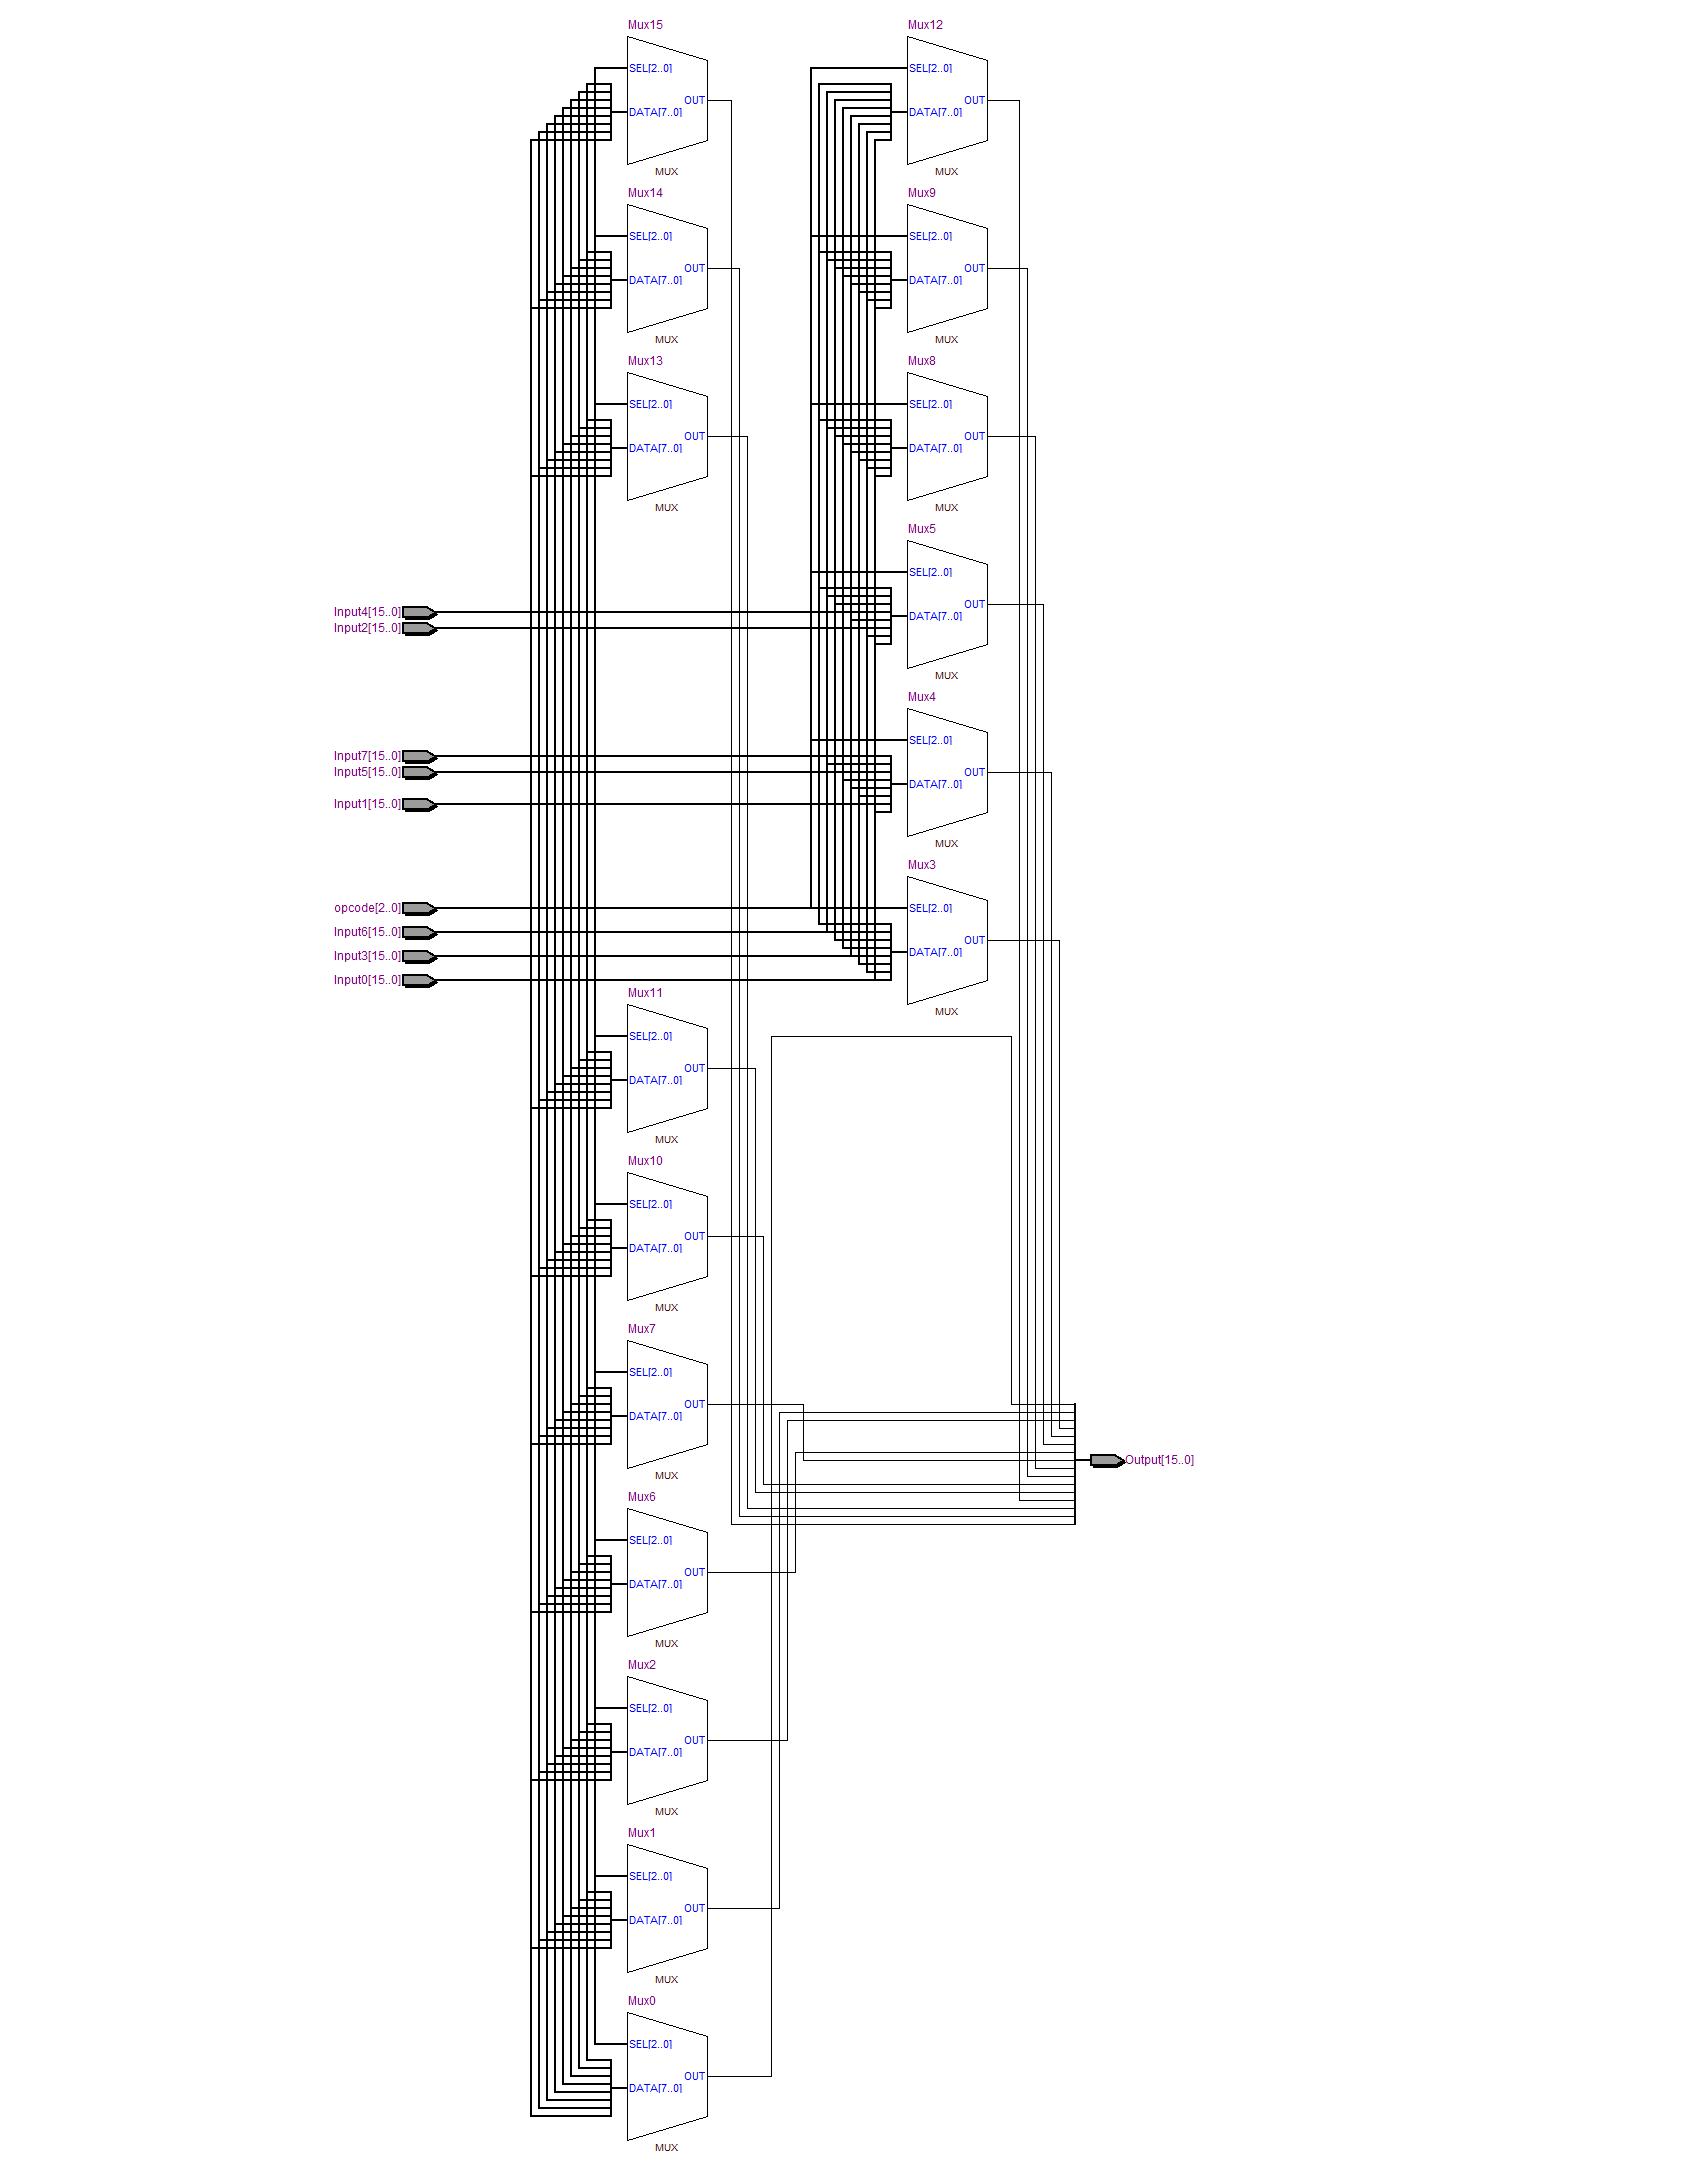 Mux15
SEL[2..0]
OUT
DATA[7..0]
MUX
Mux14
SEL[2..0]
OUT
DATA[7..0]
MUX
Mux13
SEL[2..0]
OUT
DATA[7..0]
MUX
Mux12
SEL[2..0]
OUT
DATA[7..0]
MUX
Mux9
SEL[2..0]
OUT
DATA[7..0]
MUX
Mux8
SEL[2..0]
OUT
DATA[7..0]
MUX
Mux5
SEL[2..0]
OUT
DATA[7..0]
MUX
Mux4
SEL[2..0]
OUT
DATA[7..0]
MUX
Mux3
SEL[2..0]
OUT
DATA[7..0]
MUX
Input4[15..0]
Input2[15..0]
Input7[15..0]
Input5[15..0]
Input1[15..0]
opcode[2..0]
Input6[15..0]
Input3[15..0]
Input0[15..0]
Mux11
SEL[2..0]
OUT
DATA[7..0]
MUX
Mux10
SEL[2..0]
OUT
DATA[7..0]
MUX
Mux7
SEL[2..0]
OUT
DATA[7..0]
MUX
Output[15..0]
Mux6
SEL[2..0]
OUT
DATA[7..0]
MUX
Mux2
SEL[2..0]
OUT
DATA[7..0]
MUX
Mux1
SEL[2..0]
OUT
DATA[7..0]
MUX
Mux0
SEL[2..0]
OUT
DATA[7..0]
MUX